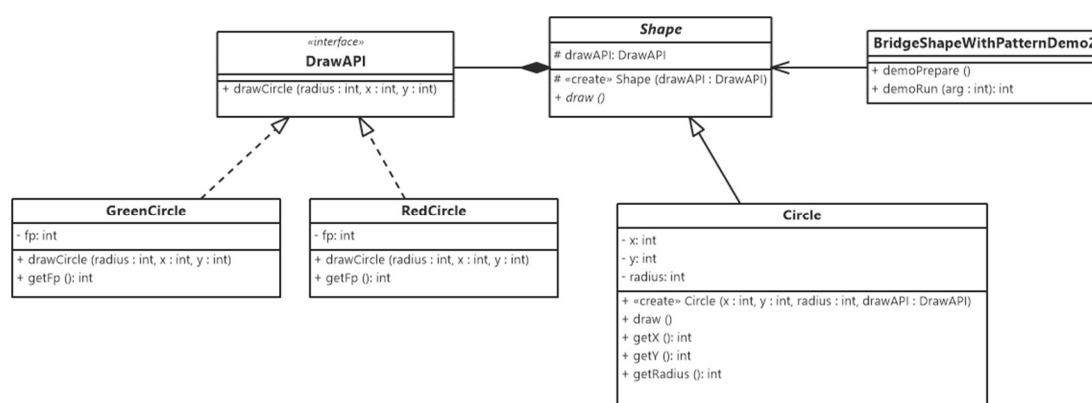 «interface»
DrawAPI
+ drawCircle (radius : int, x : int, y : int)
Shape
# drawAPI: DrawAPI
# «create» Shape (drawAPI : DrawAPI)
+ draw ()
BridgeShapeWithPatternDemo2
+ demoPrepare ()
+ demoRun (arg : int): int
GreenCircle
- fp: int
+ drawCircle (radius : int, x : int, y : int)
+ getFp (): int
RedCircle
- fp: int
+ drawCircle (radius : int, x : int, y : int)
+ getFp (): int
Circle
- x: int
- y: int
- radius: int
+ «create» Circle (x : int, y : int, radius : int, drawAPI : DrawAPI)
+ draw ()
+ getX (): int
+ getY (): int
+ getRadius (): int